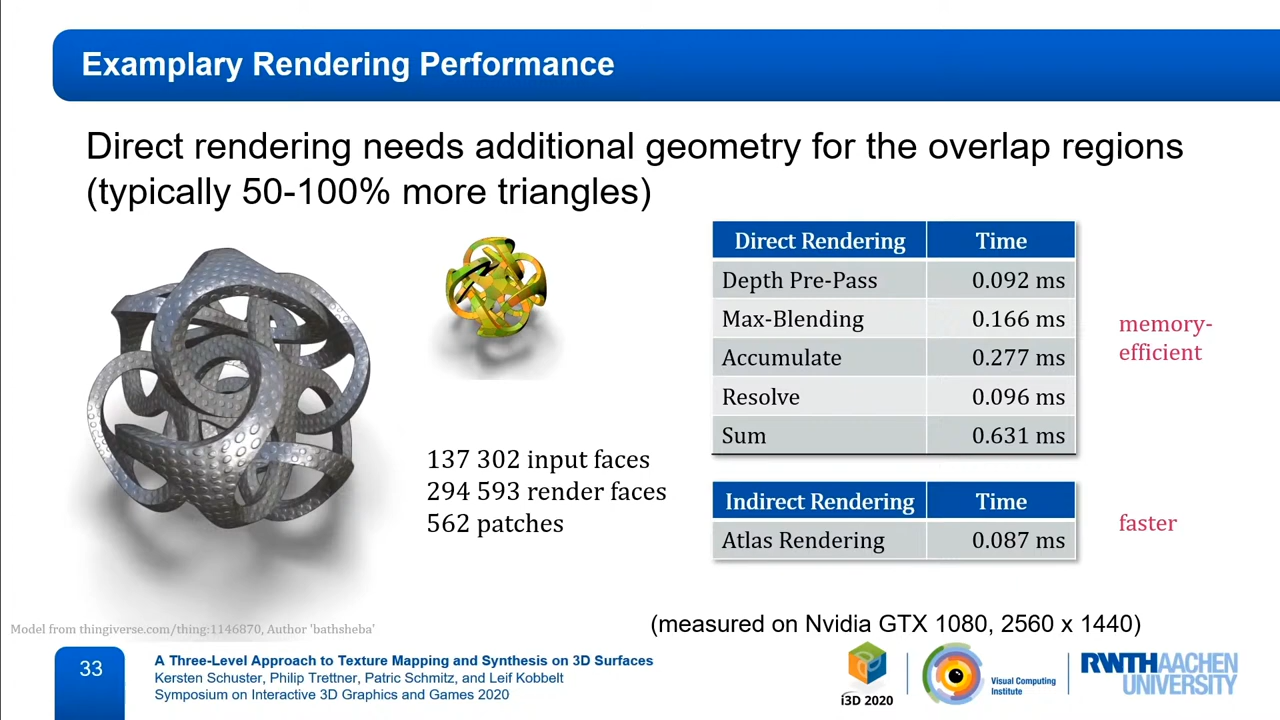 Examplary Rendering Performance
Direct rendering needs additional geometry for the overlap regions
(typically 50-100% more triangles)
Direct Rendering Time
Depth Pre-Pass 0.092 ms
Max-Blending 0.166 ms
Accumulate 0.277 ms
Resolve 0.096 ms
Sum 0.631 ms
memory-
efficient
137 302 input faces
294 593 render faces
562 patches
Indirect Rendering Time
Atlas Rendering 0.087 ms
faster
(measured on Nvidia GTX 1080, 2560 x 1440)
Model from thingiverse.com/thing:1146870, Author 'bathsheba'
33
A Three-Level Approach to Texture Mapping and Synthesis on 3D Surfaces
Kersten Schuster, Philip Trettner, Patric Schmitz, and Leif Kobbelt
Symposium on Interactive 3D Graphics and Games 2020
i3D 2020
Visual Computing
Institute
RWTHAACHEN
UNIVERSITY